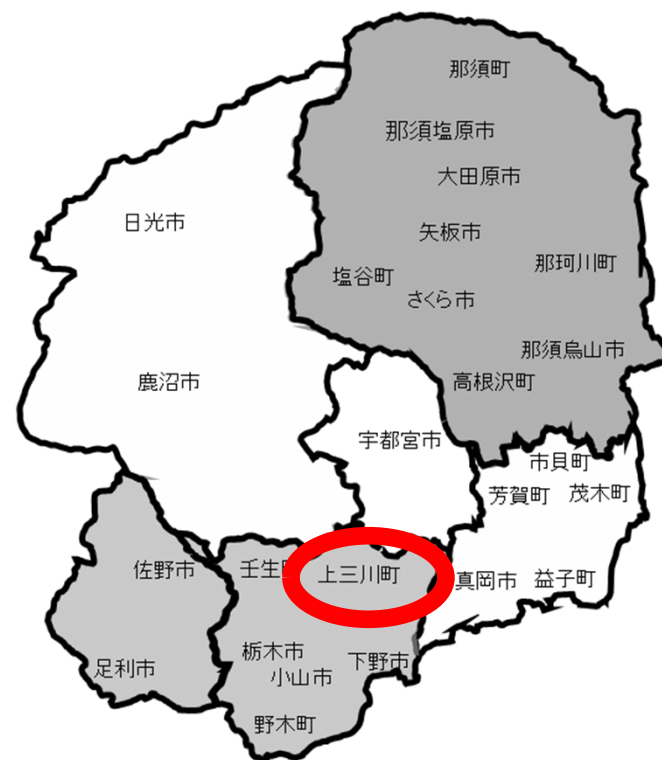 那須町
那須塩原市
大田原市
矢板市
日光市
那珂川町
塩谷町
さくら市
那須烏山市
高根沢町
鹿沼市
宇都宮市
市貝町
芳賀町
茂木町
佐野市
壬生
上三川町
真岡市
益子町
栃木市
下野市
足利市
小山市
野木町